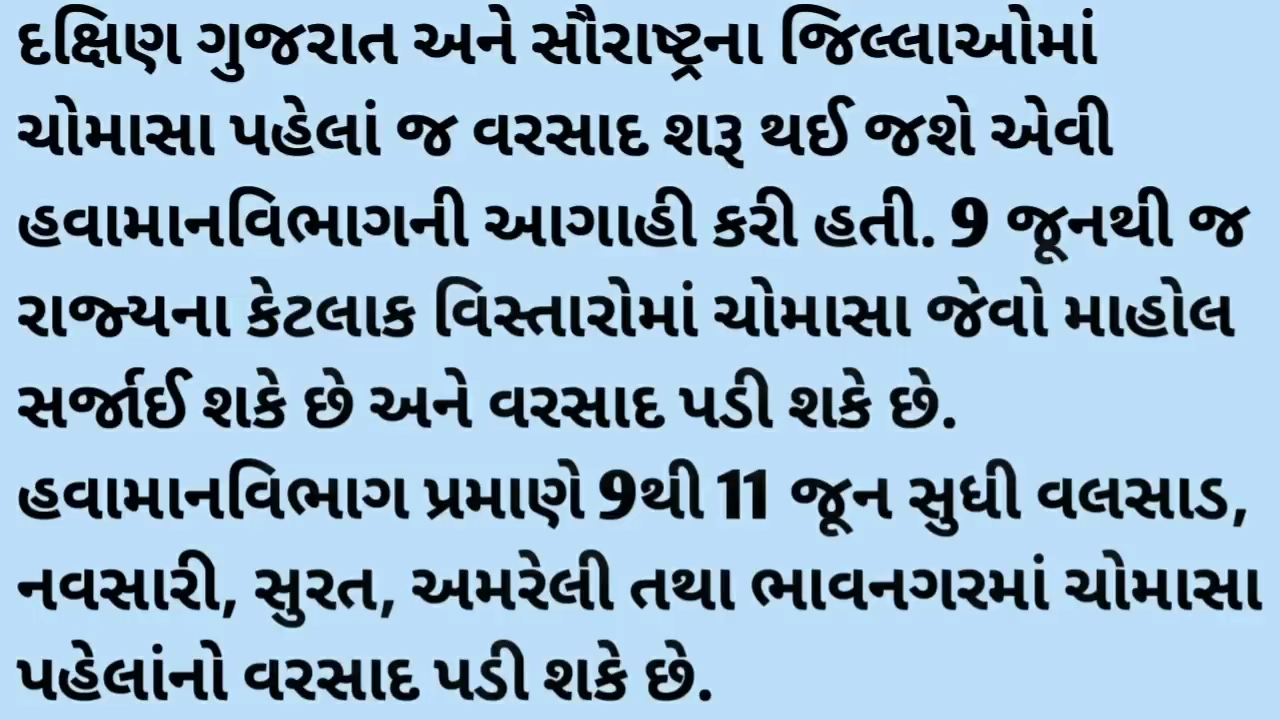 દક્ષિણ ગુજરાત અને સૌરાષ્ટ્રના જિલ્લાઓમાં
ચોમાસા પહેલાં જ વરસાદ શરૂ થઈ જશે એવી
હવામાનવિભાગની આગાહી કરી હતી. 9 જૂનથી જ
રાજ્યના કેટલાક વિસ્તારોમાં ચોમાસા જેવો માહોલ
સર્જાઈ શકે છે અને વરસાદ પડી શકે છે.
હવામાનવિભાગ પ્રમાણે 9થી 11 જૂન સુધી વલસાડ,
નવસારી, સુરત, અમરેલી તથા ભાવનગરમાં ચોમાસા
પહેલાંનો વરસાદ પડી શકે છે.